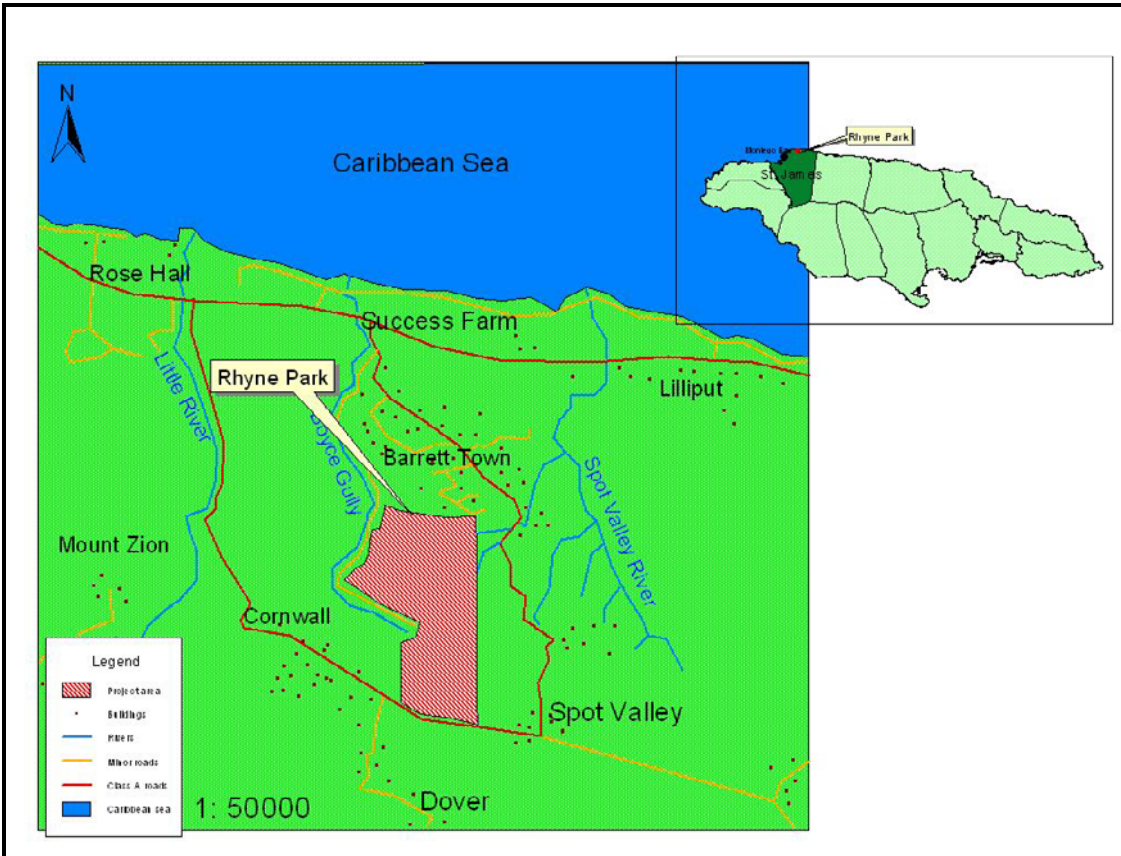 N
Caribbean Sea
Rhyne Park
St. James
Rose Hall
Success Farm
Little River
Rhyne Park
Boyce Gully
Lilliput
Barrett Town
Spot Valley River
Mount Zion
Cornwall
Spot Valley
Dover
Legend
Project area
Buildings
Rivers
Minor roads
Class A roads
Caribbean sea
1: 50000